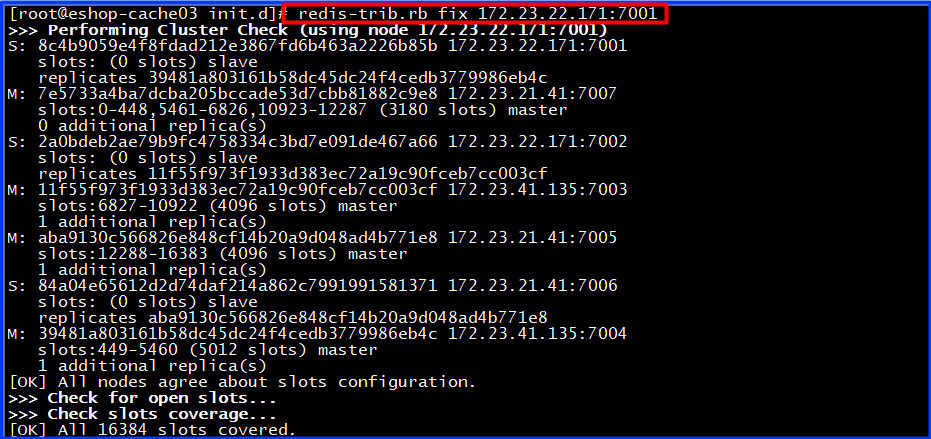 [root@eshop-cache03 init.d]# redis-trib.rb fix 172.23.22.171:7001
>>> Performing Cluster Check (using node 172.23.22.171:7001)
S: 8c4b9059e4f8fdad212e3867fd6b463a2226b85b 172.23.22.171:7001
slots: (0 slots) slave
replicates 39481a803161b58dc45dc24f4cedb3779986eb4c
M: 7e5733a4ba7dcba205bccade53d7cbb81882c9e8 172.23.21.41:7007
slots:0-448,5461-6826,10923-12287 (3180 slots) master
0 additional replica(s)
S: 2a0bdeb2ae79b9fc4758334c3bd7e091de467a66 172.23.22.171:7002
slots: (0 slots) slave
replicates 11f55f973f1933d383ec72a19c90fceb7cc003cf
M: 11f55f973f1933d383ec72a19c90fceb7cc003cf 172.23.41.135:7003
slots:6827-10922 (4096 slots) master
1 additional replica(s)
M: aba9130c566826e848cf14b20a9d048ad4b771e8 172.23.21.41:7005
slots:12288-16383 (4096 slots) master
1 additional replica(s)
S: 84a04e65612d2d74daf214a862c7991991581371 172.23.21.41:7006
slots: (0 slots) slave
replicates aba9130c566826e848cf14b20a9d048ad4b771e8
M: 39481a803161b58dc45dc24f4cedb3779986eb4c 172.23.41.135:7004
slots:449-5460 (5012 slots) master
1 additional replica(s)
[OK] All nodes agree about slots configuration.
>>> Check for open slots...
>>> Check slots coverage...
[OK] All 16384 slots covered.